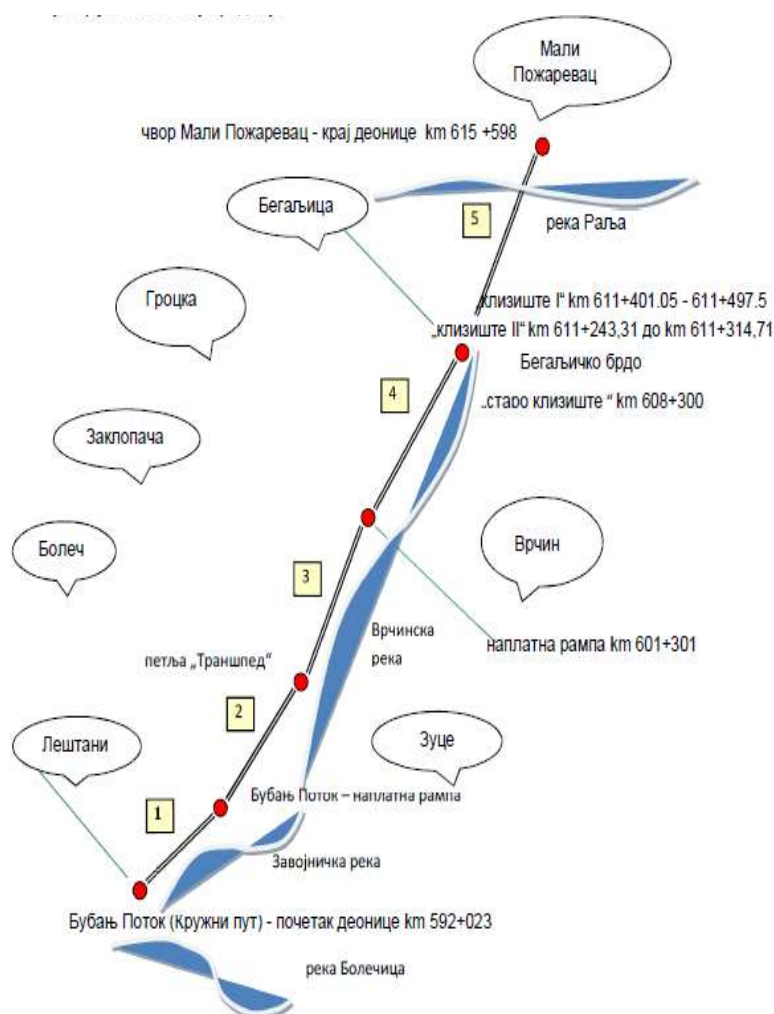 Мали
Пожаревац
чвор Мали Пожаревац - крај деонице km 615 +598
Бегаљица
5
река Раља
Гроцка
„клизиште I“ km 611+401.05 - 611+497.5
„клизиште II“ km 611+243,31 до km 611+314,71
Бегаљичко брдо
4
„старо клизиште “ km 608+300
Заклопача
Болеч
Врчин
3
Врчинска
река
наплатна рампа km 601+301
петља „Траншпед“
2
Лештани
Зуце
Бубањ Поток – наплатна рампа
1
Завојничка река
Бубањ Поток (Кружни пут) - почетак деонице km 592+023
река Болечица